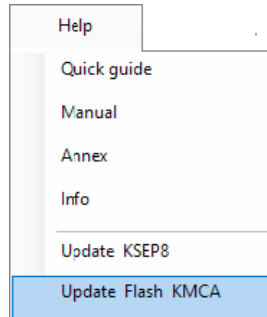 Help
Quick guide
Manual
Annex
Info
Update KSEP8
Update Flash KMCA